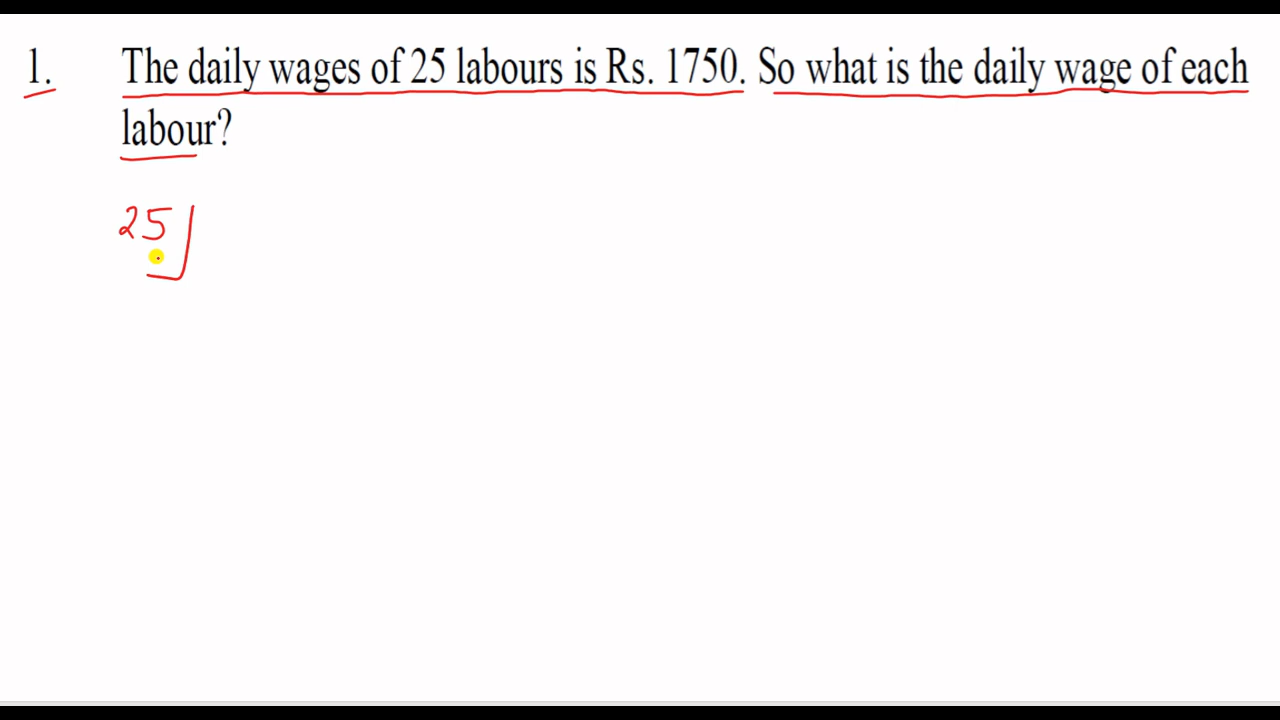 1. The daily wages of 25 labours is Rs. 1750. So what is the daily wage of each
labour?
25